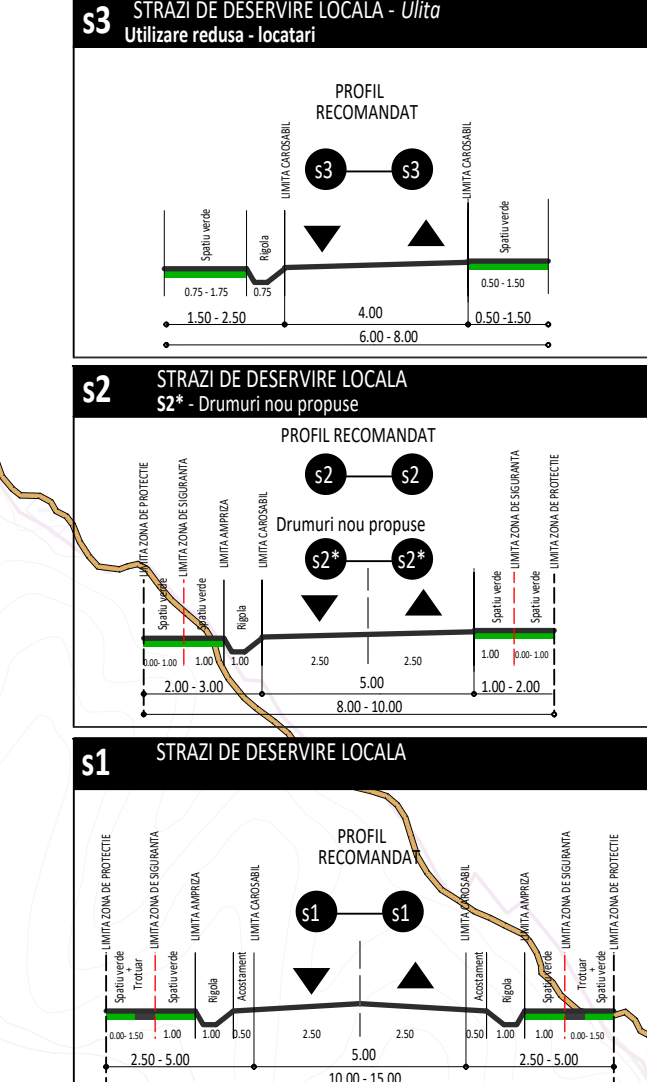 s3
STRAZI DE DESERVIRE LOCALA - Ulita
Utilizare redusa - locatari
PROFIL
RECOMANDAT
LIMITA CAROSABIL
LIMITA CAROSABIL
s3
s3
Spatiu verde
Rigola
Spatiu verde
0.75 - 1.75
0.75
0.50 - 1.50
1.50 - 2.50
4.00
0.50 -1.50
6.00 - 8.00
s2
STRAZI DE DESERVIRE LOCALA
S2* - Drumuri nou propuse
PROFIL RECOMANDAT
s2
s2
LIMITA ZONA DE PROTECTIE
LIMITA ZONA DE SIGURANTA
LIMITA AMPRIZA
LIMITA CAROSABIL
LIMITA ZONA DE SIGURANTA
LIMITA ZONA DE PROTECTIE
Drumuri nou propuse
s2*
s2*
Spatiu verde
Spatiu verde
Rigola
Spatiu verde
Spatiu verde
0.00- 1.00
1.00
1.00
2.50
2.50
1.00
0.00- 1.00
2.00 - 3.00
5.00
1.00 - 2.00
8.00 - 10.00
s1
STRAZI DE DESERVIRE LOCALA
PROFIL
RECOMANDAT
LIMITA ZONA DE PROTECTIE
LIMITA ZONA DE SIGURANTA
LIMITA AMPRIZA
LIMITA CAROSABIL
LIMITA CAROSABIL
LIMITA AMPRIZA
LIMITA ZONA DE SIGURANTA
LIMITA ZONA DE PROTECTIE
s1
s1
Spatiu verde
+
Trotuar
Spatiu verde
Rigola
Acostament
Acostament
Rigola
Spatiu verde
Trotuar
+
Spatiu verde
0.00- 1.50
1.00
1.00
0.50
2.50
2.50
0.50
1.00
1.00
0.00- 1.50
2.50 - 5.00
5.00
2.50 - 5.00
10.00 - 15.00